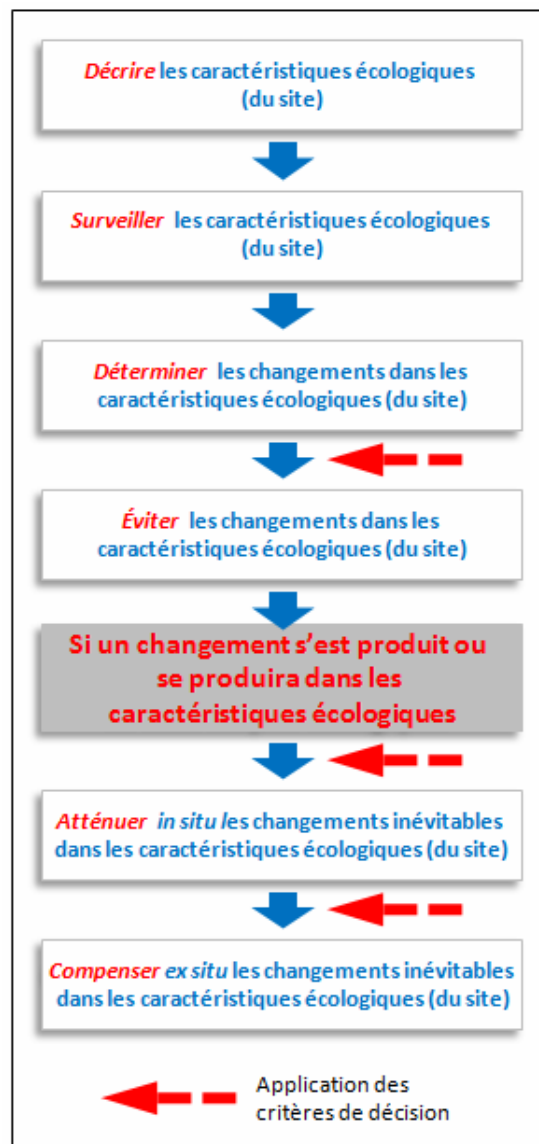 Décrire les caractéristiques écologiques
(du site)
Surveiller les caractéristiques écologiques
(du site)
Déterminer les changements dans les
caractéristiques écologiques (du site)
Éviter les changements dans les
caractéristiques écologiques (du site)
Si un changement s’est produit ou
se produira dans les
caractéristiques écologiques
Atténuer in situ les changements inévitables
dans les caractéristiques écologiques (du site)
Compenser ex situ les changements inévitables
dans les caractéristiques écologiques (du site)
Application des
critères de décision